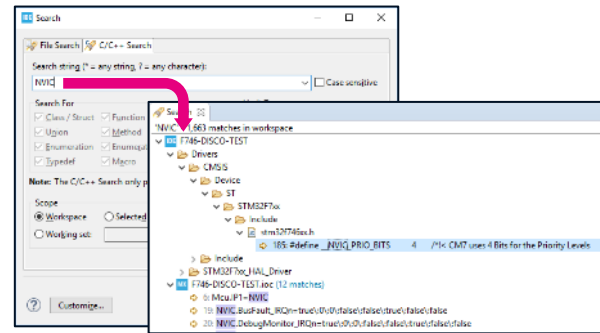 IDE Search
File Search C/C++ Search
Search string (* = any string, ? = any character):
NVIC
Case sensitive
Search For
Class / Struct Function
Union Method
Enumeration
Typedef Macro
Note: The C/C++ Search only
Scope
Workspace Selected
Working set:
Customize...
"NVIC" 1,663 matches in workspace
F746-DISCO-TEST
Drivers
CMSIS
Device
ST
STM32F7xx
Include
stm32f746xx.h
185: #define __NVIC_PRIO_BITS 4 /*!< CM7 uses 4 Bits for the Priority Levels
Include
STM32F7xx_HAL_Driver
F746-DISCO-TEST.ioc (12 matches)
6: Mcu.IP1=NVIC
19: NVIC.BusFault_IRQn=true\:0\:0\:false\:false\:true\:false\:false
20: NVIC.DebugMonitor_IRQn=true\:0\:0\:false\:false\:true\:false\:false